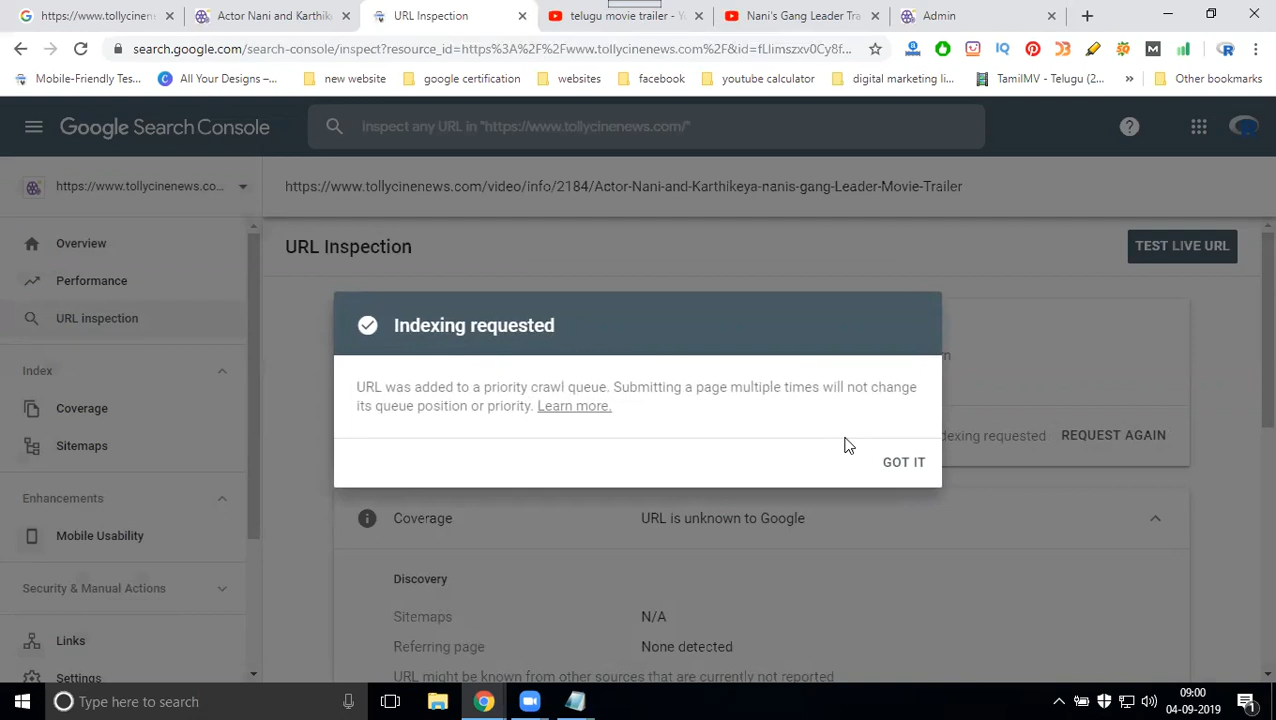 https://www.tollycinenews
Actor Nani and Karthik
URL Inspection
telugu movie trailer - Y
Nani's Gang Leader Tra
Admin
search.google.com/search-console/inspect?resource_id=https%3A%2F%2Fwww.tollycinenews.com%2F&id=fLlimszxv0Cy8f...
Mobile-Friendly Tes...
All Your Designs –...
new website
google certification
websites
facebook
youtube calculator
digital marketing li...
TamilMV - Telugu (2...
Other bookmarks
Google Search Console
Inspect any URL in "https://www.tollycinenews.com/"
https://www.tollycinenews.co...
https://www.tollycinenews.com/video/info/2184/Actor-Nani-and-Karthikeya-nanis-gang-Leader-Movie-Trailer
Overview
Performance
URL inspection
Index
Coverage
Sitemaps
Enhancements
Mobile Usability
Security & Manual Actions
Links
Settings
URL Inspection
TEST LIVE URL
Indexing requested
URL was added to a priority crawl queue. Submitting a page multiple times will not change
its queue position or priority. Learn more.
GOT IT
dexing requested
REQUEST AGAIN
Coverage
URL is unknown to Google
Discovery
Sitemaps
N/A
Referring page
None detected
URL might be known from other sources that are currently not reported
Type here to search
09:00
04-09-2019